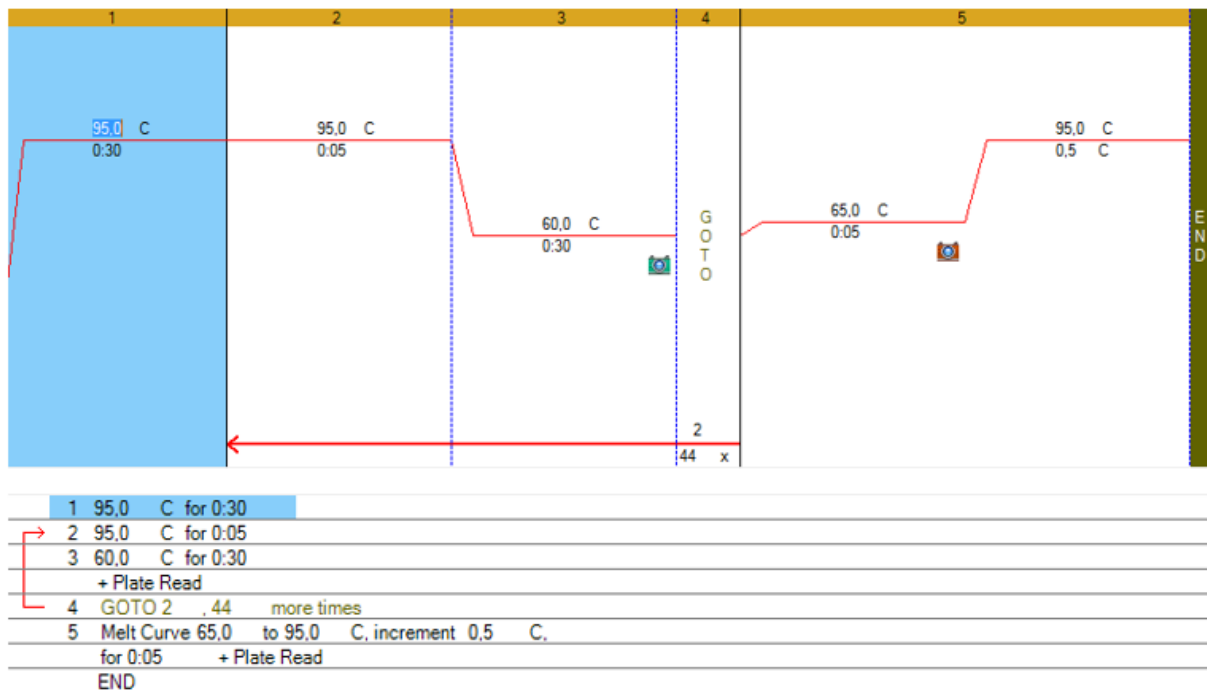 1 2 3 4 5
95,0 C
0:30
95,0 C
0:05
60,0 C
0:30
GOTO
65,0 C
0:05
95,0 C
0,5 C
END
2
44 x
1 95,0 C for 0:30
2 95,0 C for 0:05
3 60,0 C for 0:30
+ Plate Read
4 GOTO 2 , 44 more times
5 Melt Curve 65,0 to 95,0 C, increment 0,5 C,
for 0:05 + Plate Read
END